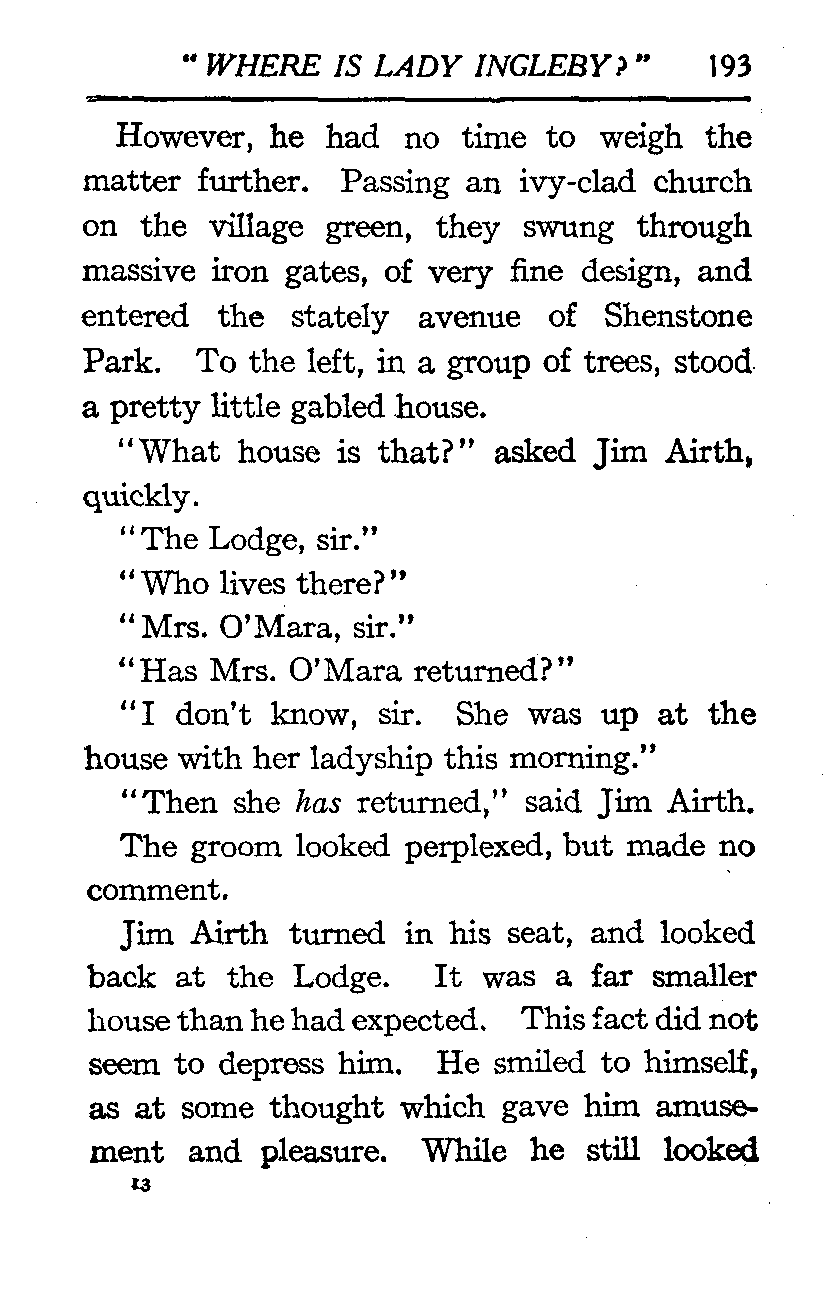 “ WHERE IS LADY INGLEBY? ” 193
However, he had no time to weigh the
matter further. Passing an ivy-clad church
on the village green, they swung through
massive iron gates, of very fine design, and
entered the stately avenue of Shenstone
Park. To the left, in a group of trees, stood
a pretty little gabled house.
“What house is that?” asked Jim Airth,
quickly.
“The Lodge, sir.”
“Who lives there?”
“Mrs. O’Mara, sir.”
“Has Mrs. O’Mara returned?”
“I don’t know, sir. She was up at the
house with her ladyship this morning.”
“Then she has returned,” said Jim Airth.
The groom looked perplexed, but made no
comment.
Jim Airth turned in his seat, and looked
back at the Lodge. It was a far smaller
house than he had expected. This fact did not
seem to depress him. He smiled to himself,
as at some thought which gave him amuse-
ment and pleasure. While he still looked
13